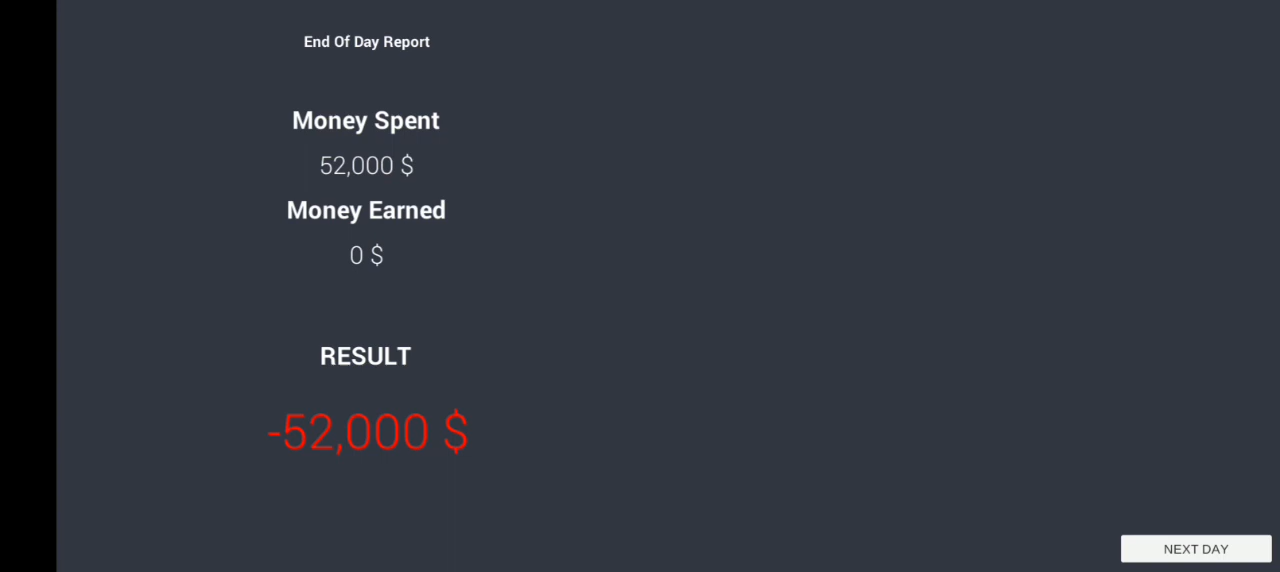 End Of Day Report
Money Spent
52,000 $
Money Earned
0 $
RESULT
-52,000 $
NEXT DAY